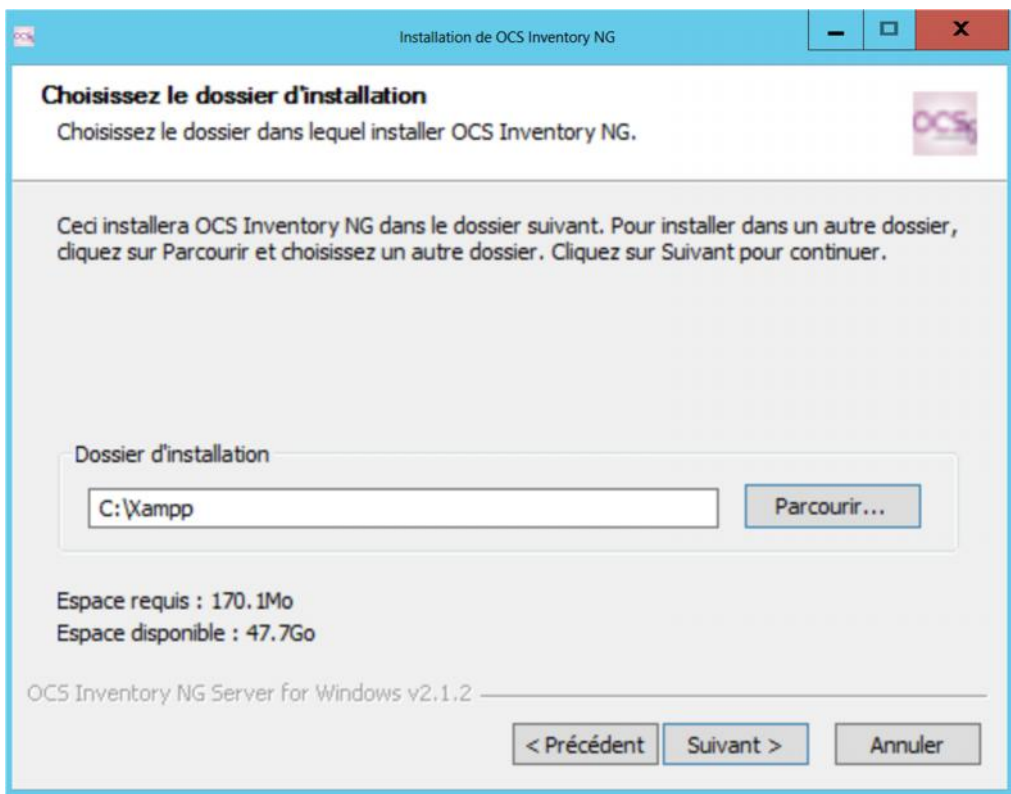 Installation de OCS Inventory NG
Choisissez le dossier d'installation
Choisissez le dossier dans lequel installer OCS Inventory NG.
OCS
Ceci installera OCS Inventory NG dans le dossier suivant. Pour installer dans un autre dossier,
cliquez sur Parcourir et choisissez un autre dossier. Cliquez sur Suivant pour continuer.
Dossier d'installation
C:\Xampp
Parcourir...
Espace requis : 170.1Mo
Espace disponible : 47.7Go
OCS Inventory NG Server for Windows v2.1.2
< Précédent
Suivant >
Annuler